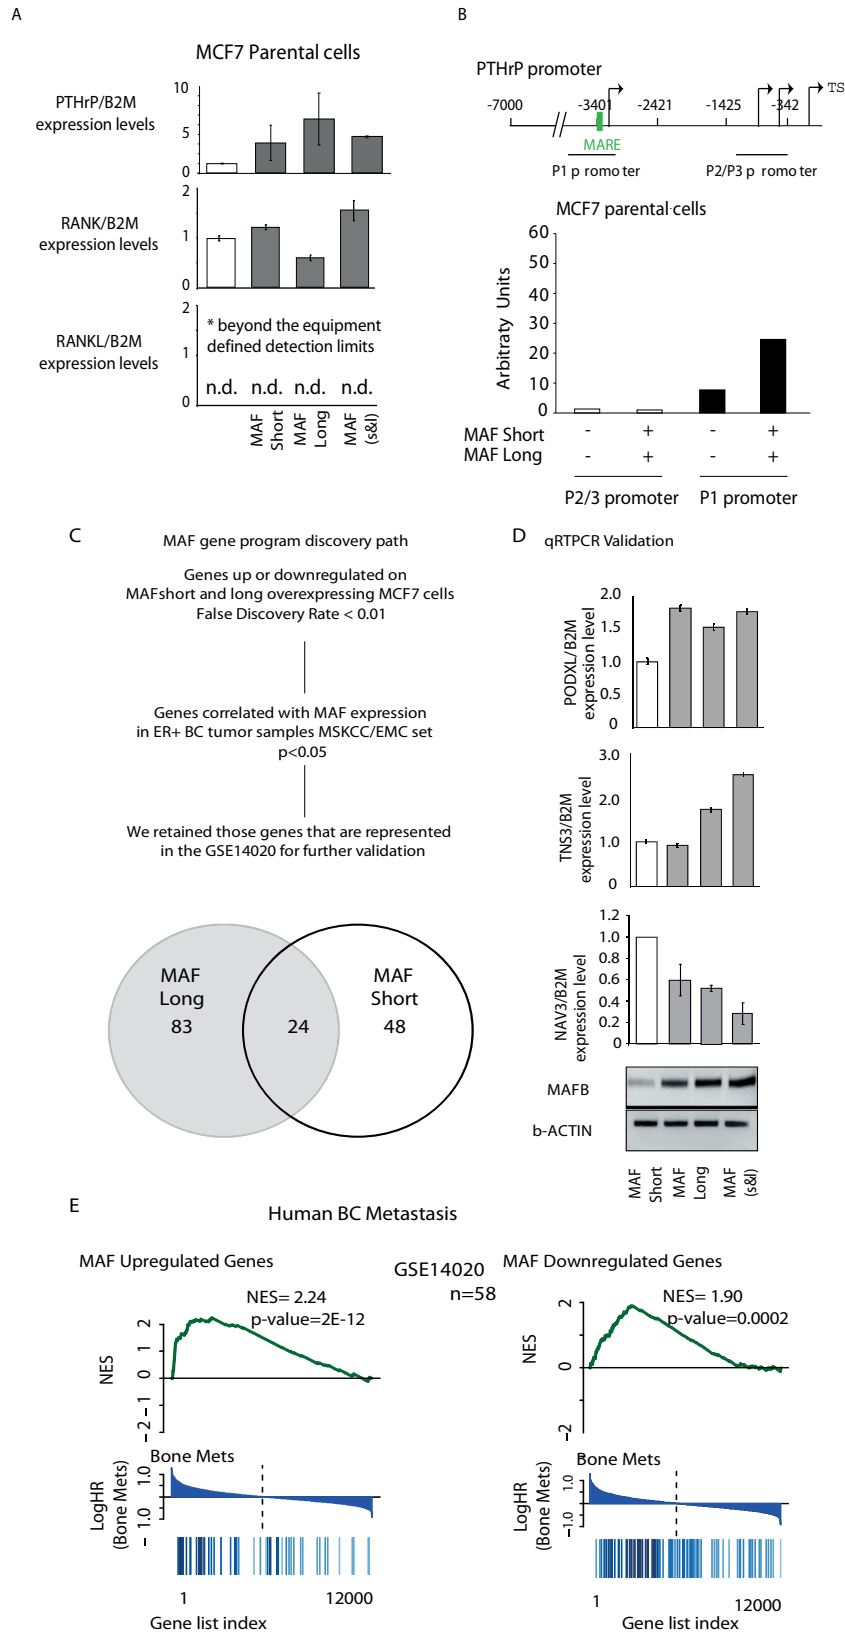 A
MCF7 Parental cells
PTHrP/B2M
expression levels
10
5
0
RANK/B2M
expression levels
2
1
0
RANKL/B2M
expression levels
2
1
0
* beyond the equipment
defined detection limits
n.d. n.d. n.d. n.d.
MAF
Short
MAF
Long
MAF
(s&l)
B
PTHrP promoter
-7000 -3401 -2421 -1425 -342 TS
MARE
P1 p romo ter
P2/P3 p romo ter
MCF7 parental cells
Arbitraty Units
60
50
40
30
20
10
0
MAF Short - + - +
MAF Long - + - +
P2/3 promoter P1 promoter
C
MAF gene program discovery path
Genes up or downregulated on
MAFshort and long overexpressing MCF7 cells
False Discovery Rate < 0.01
Genes correlated with MAF expression
in ER+ BC tumor samples MSKCC/EMC set
p<0.05
We retained those genes that are represented
in the GSE14020 for further validation
MAF
Long
83
24
MAF
Short
48
D
qRTPCR Validation
PODXL/B2M
expression level
2.0
1.5
1.0
0.5
0
TNS3/B2M
expression level
3.0
2.0
1.0
0
NAV3/B2M
expression level
1.2
1.0
0.8
0.6
0.4
0.2
0
MAFB
b-ACTIN
MAF
Short
MAF
Long
MAF
(s&l)
E
Human BC Metastasis
MAF Upregulated Genes
GSE14020
n=58
NES= 2.24
p-value=2E-12
NES
2
1
0
-1
-2
Bone Mets
LogHR
(Bone Mets)
1.0
0
-1.0
1 12000
Gene list index
MAF Downregulated Genes
NES= 1.90
p-value=0.0002
NES
2
0
-2
Bone Mets
LogHR
(Bone Mets)
1.0
0
-1.0
1 12000
Gene list index